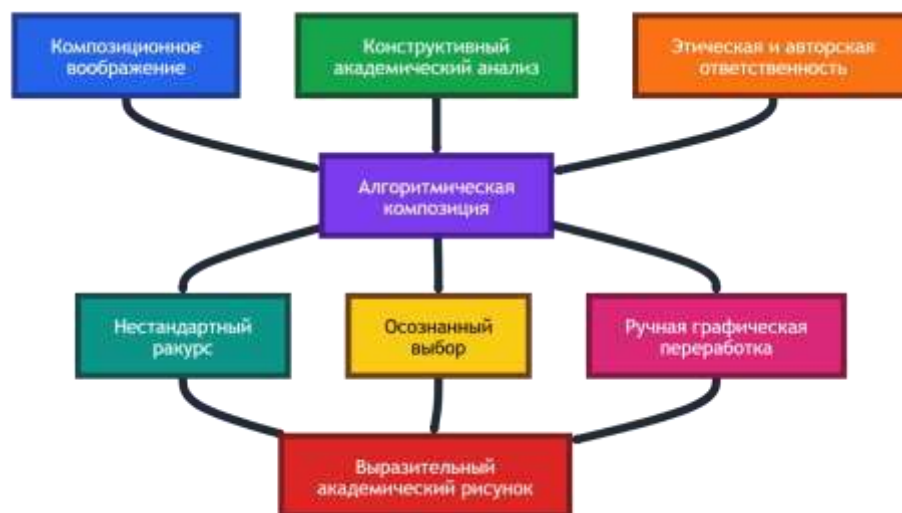 Композиционное
воображение
Конструктивный
академический анализ
Этическая и авторская
ответственность
Алгоритмическая
композиция
Нестандартный
ракурс
Осознанный
выбор
Ручная графическая
переработка
Выразительный
академический рисунок